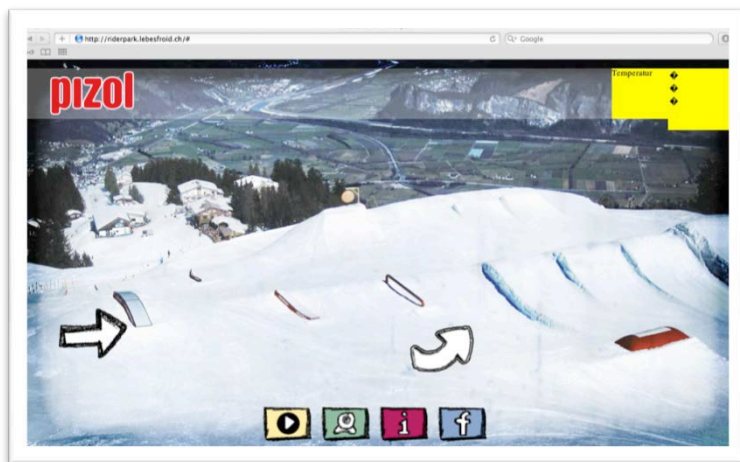 http://riderpark.lebesfroid.ch/#
Google
pizol
Temperatur �
�
�
i
f